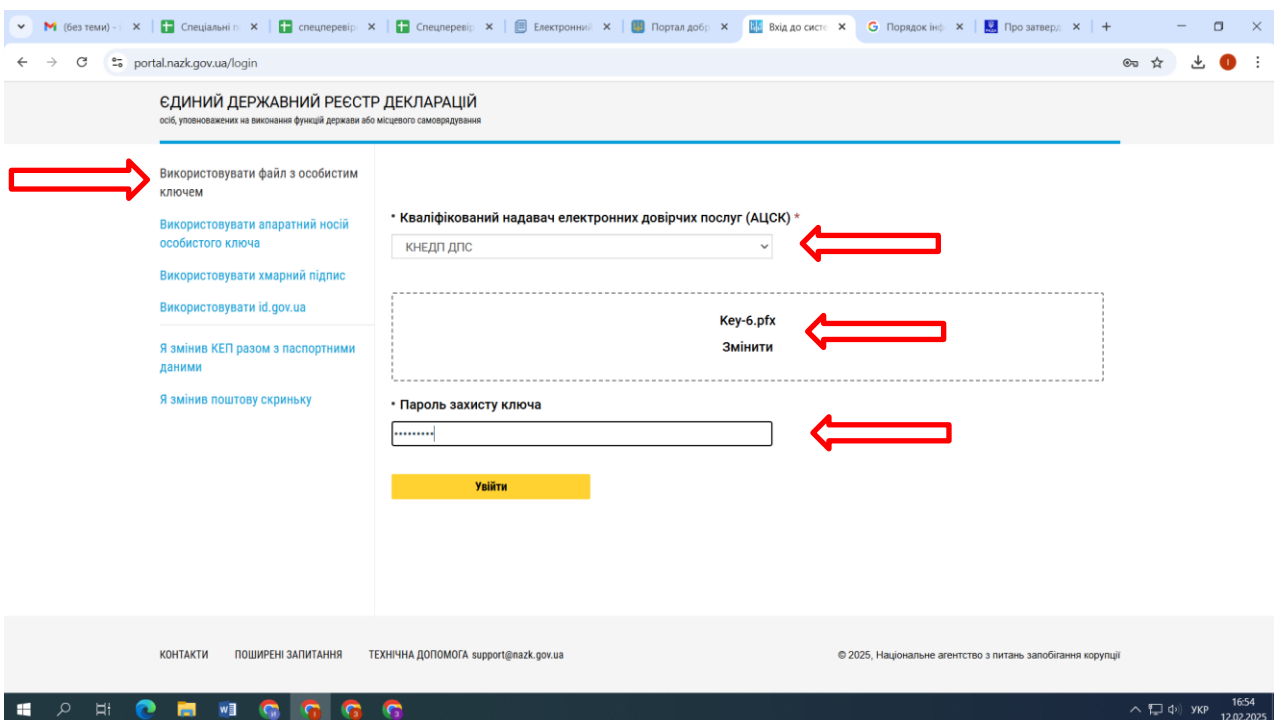 (без теми) -
Спеціальні п
спецперевір
Спецперевір
Електронний
Портал добр
Вхід до систе
Порядок інф
Про затверд
portal.nazk.gov.ua/login
ЄДИНИЙ ДЕРЖАВНИЙ РЕЄСТР ДЕКЛАРАЦІЙ
осіб, уповноважених на виконання функцій держави або місцевого самоврядування
Використовувати файл з особистим
ключем
Використовувати апаратний носій
особистого ключа
Використовувати хмарний підпис
Використовувати id.gov.ua
Я змінив КЕП разом з паспортними
даними
Я змінив поштову скриньку
* Кваліфікований надавач електронних довірчих послуг (АЦСК) *
КНЕДП ДПС
Key-6.pfx
Змінити
* Пароль захисту ключа
•••••••••
Увійти
КОНТАКТИ ПОШИРЕНІ ЗАПИТАННЯ ТЕХНІЧНА ДОПОМОГА support@nazk.gov.ua
© 2025, Національне агентство з питань запобігання корупції
УКР
16:54
12.02.2025